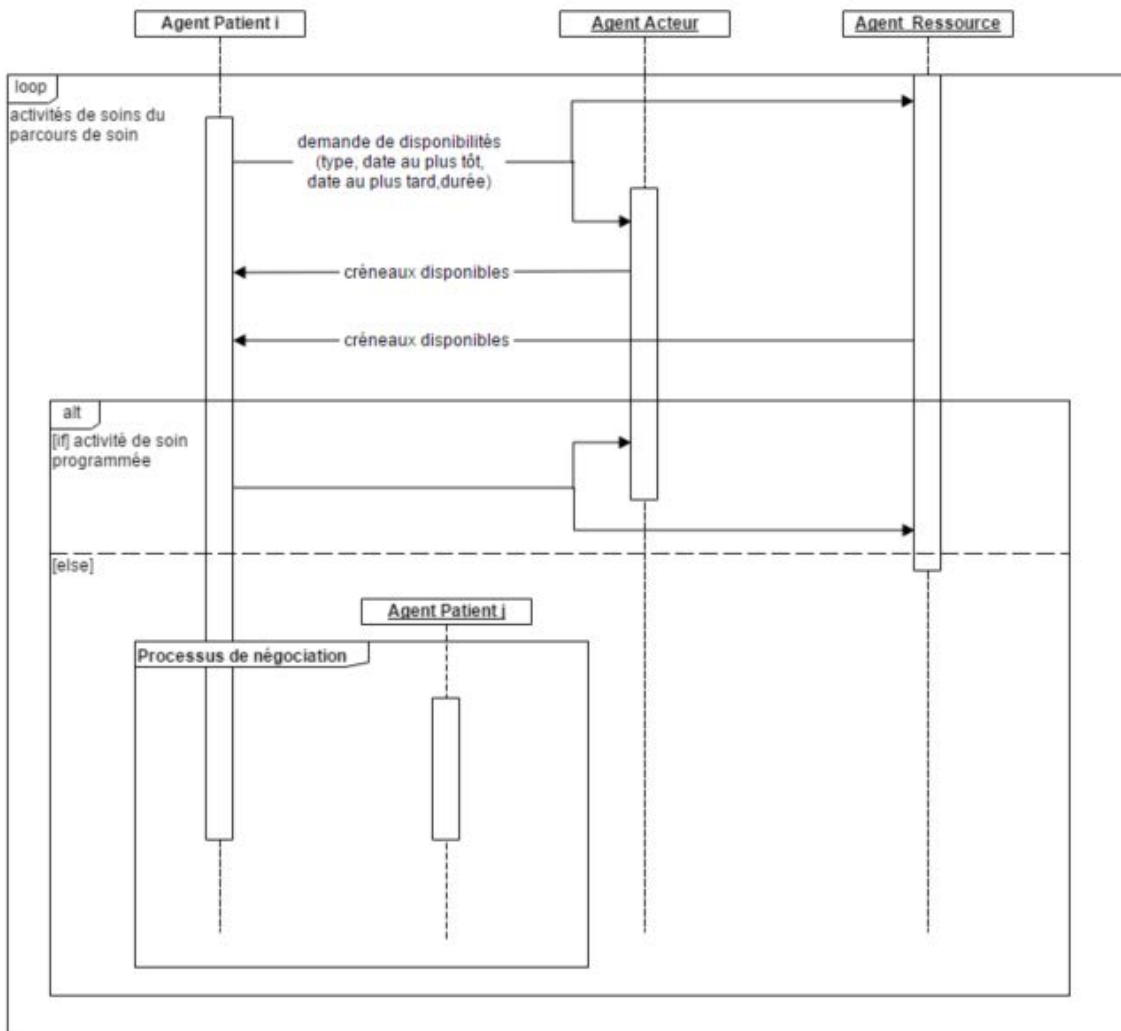 Agent Patient i
Agent Acteur
Agent Ressource
loop
activités de soins du
parcours de soin
demande de disponibilités
(type, date au plus tôt,
date au plus tard,durée)
créneaux disponibles
créneaux disponibles
alt
[if] activité de soin
programmée
[else]
Agent Patient j
Processus de négociation